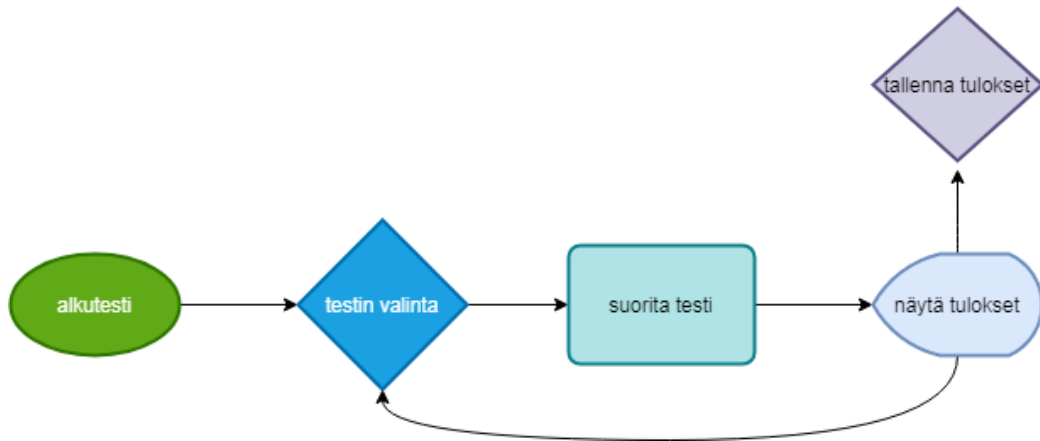 tallenna tulokset
alkutesti
testin valinta
suorita testi
näytä tulokset